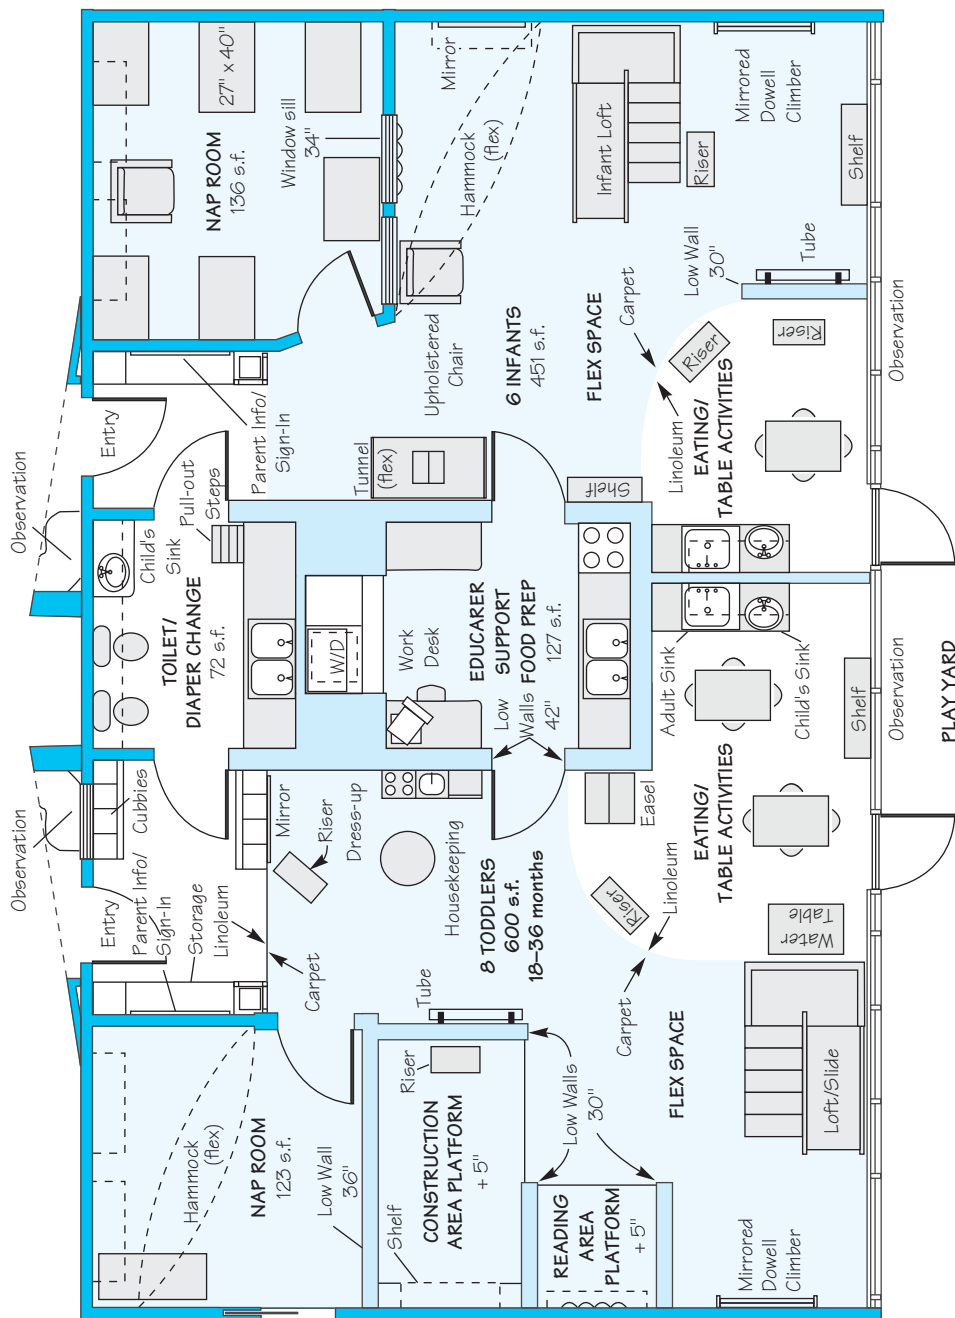 Observation
Observation
Entry
Parent Info/
Sign-In
Storage
Linoleum
Carpet
Cubbies
Mirror
Riser
Dress-up
Housekeeping
NAP ROOM
123 s.f.
Hammock
(flex)
Low Wall
36"
Shelf
CONSTRUCTION
AREA PLATFORM
+ 5"
Riser
Tube
Low Walls
30"
READING
AREA
PLATFORM
+ 5"
8 TODDLERS
600 s.f.
18–36 months
FLEX SPACE
Carpet
Linoleum
Riser
Easel
Water
Table
Loft/Slide
Mirrored
Dowell
Climber
EATING/
TABLE ACTIVITIES
Shelf
Adult Sink
Child's Sink
Observation
PLAY YARD
TOILET/
DIAPER CHANGE
72 s.f.
Child's
Sink
Pull-out
Steps
W/D
Work
Desk
EDUCARER
SUPPORT
FOOD PREP
127 s.f.
Low
Walls
42"
Entry
Parent Info/
Sign-In
Tunnel
(flex)
Shelf
NAP ROOM
136 s.f.
27" x 40"
Window sill
34"
Mirror
Hammock
(flex)
Upholstered
Chair
6 INFANTS
451 s.f.
FLEX SPACE
Infant Loft
Riser
Mirrored
Dowell
Climber
Shelf
Tube
Low Wall
30"
Carpet
Linoleum
Riser
Riser
EATING/
TABLE ACTIVITIES
Observation